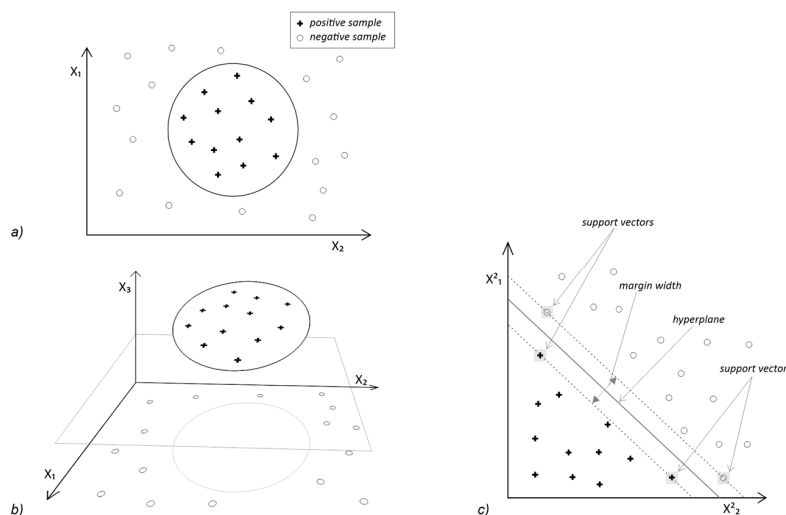 positive sample
negative sample
X1
X2
a)
X3
X2
X1
b)
support vectors
X²1
margin width
hyperplane
support vector
X²2
c)